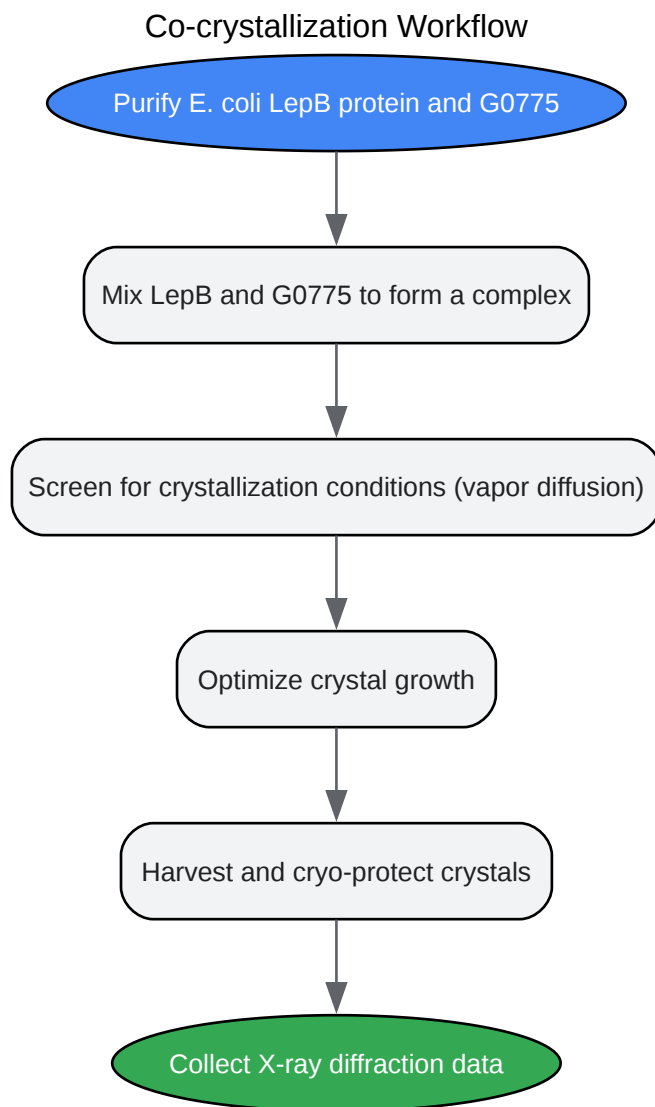 Co-crystallization Workflow
Purify E. coli LepB protein and G0775
Mix LepB and G0775 to form a complex
Screen for crystallization conditions (vapor diffusion)
Optimize crystal growth
Harvest and cryo-protect crystals
Collect X-ray diffraction data